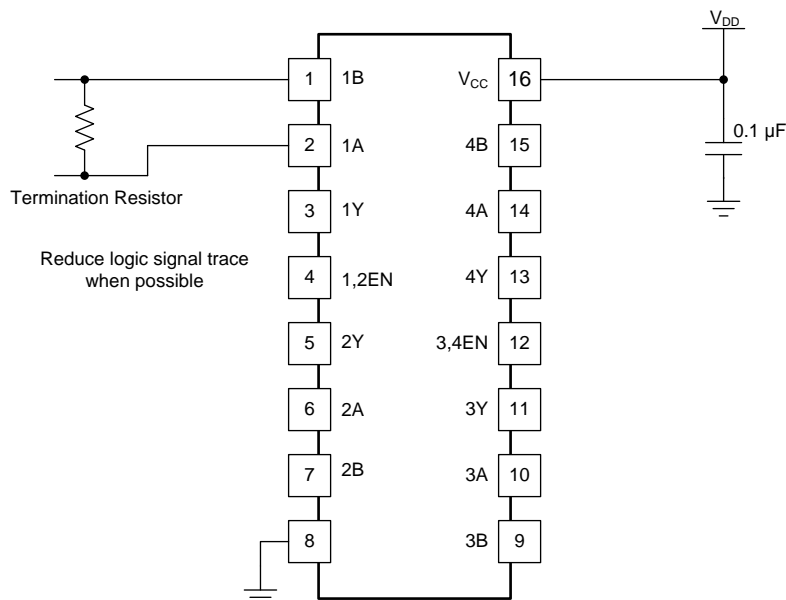 V_DD
1 1B V_CC 16
0.1 µF
2 1A 4B 15
Termination Resistor
3 1Y 4A 14
Reduce logic signal trace
when possible
4 1,2EN 4Y 13
5 2Y 3,4EN 12
6 2A 3Y 11
7 2B 3A 10
8 3B 9